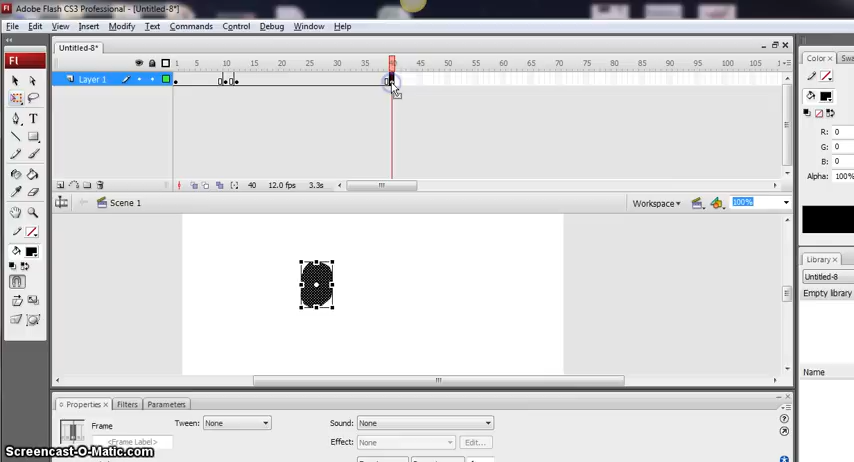 Adobe Flash CS3 Professional - [Untitled-8*]
File Edit View Insert Modify Text Commands Control Debug Window Help
Untitled-8*
Fl
1 5 10 15 20 25 30 35 40 45 50 55 60 65 70 75 80 85 90 95 100 105
Layer 1
40 12.0 fps 3.3s
Scene 1
Workspace 100%
Color × Swa
R: 0
G: 0
B: 0
Alpha: 100%
Library ×
Untitled-8
Empty library
Name
Properties × Filters Parameters
Frame Tween: None Sound: None
<Frame Label> Effect: None Edit...
Screencast-O-Matic.com